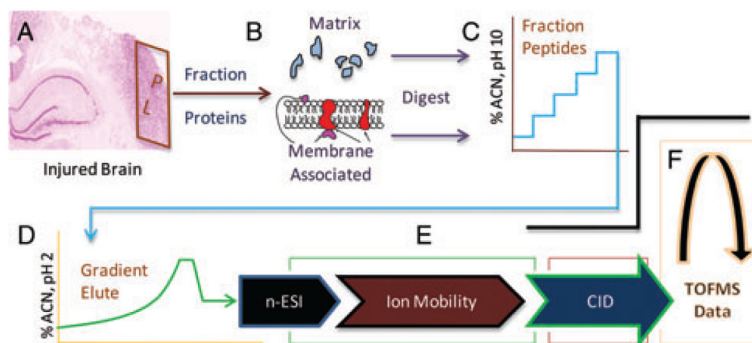 A
B
C
Matrix
Fraction
Peptides
% ACN, pH 10
P
L
Fraction
Proteins
Digest
Injured Brain
Membrane
Associated
F
D
E
% ACN, pH 2
Gradient
Elute
n-ESI
Ion Mobility
CID
TOFMS
Data